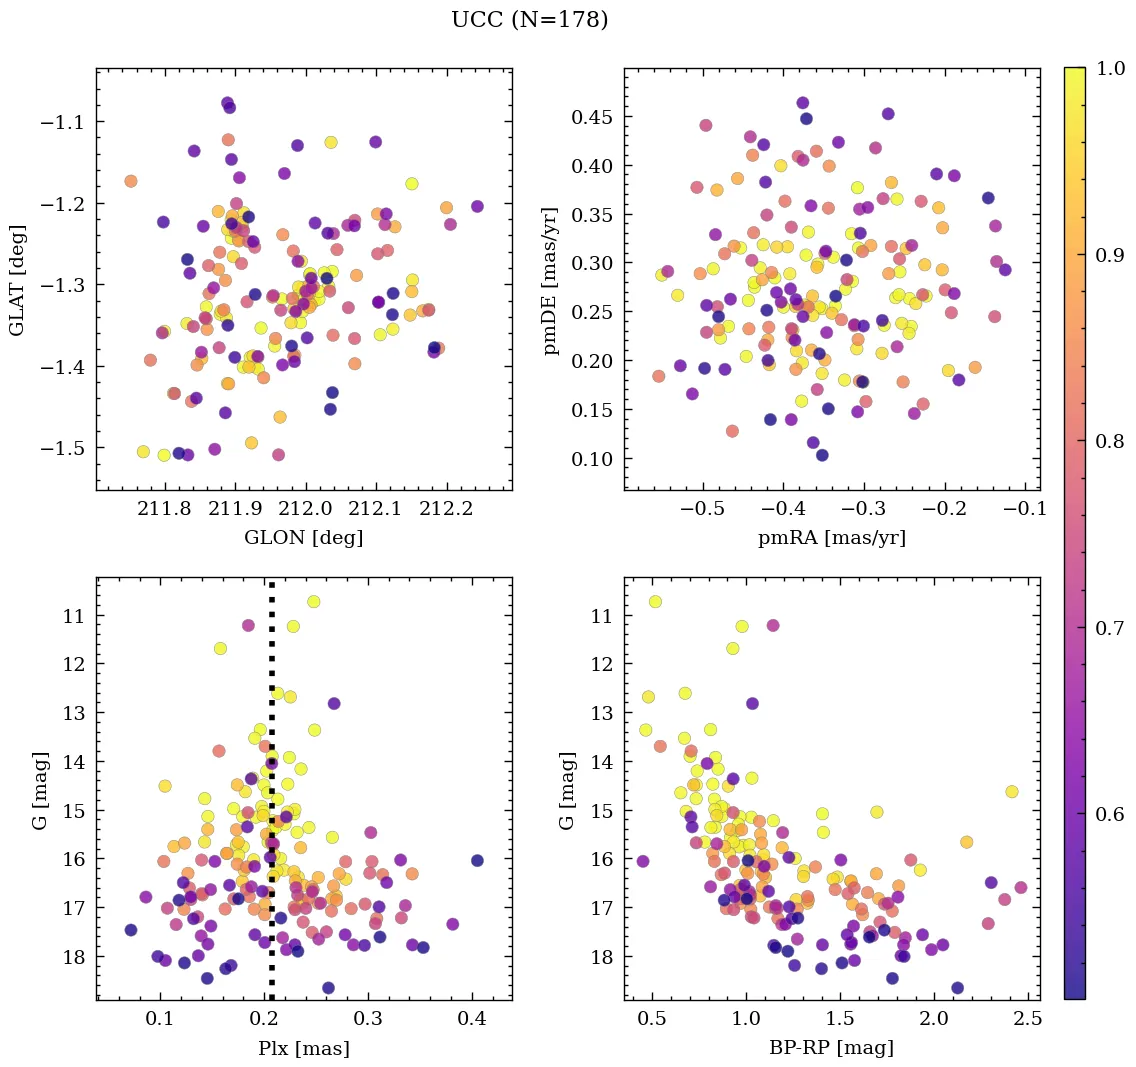 UCC (N=178)
−1.1
−1.2
−1.3
−1.4
−1.5
GLAT [deg]
211.8 211.9 212.0 212.1 212.2
GLON [deg]
0.45
0.40
0.35
0.30
0.25
0.20
0.15
0.10
pmDE [mas/yr]
−0.5 −0.4 −0.3 −0.2 −0.1
pmRA [mas/yr]
1.0
0.9
0.8
0.7
0.6
11
12
13
14
15
16
17
18
G [mag]
0.1 0.2 0.3 0.4
Plx [mas]
11
12
13
14
15
16
17
18
G [mag]
0.5 1.0 1.5 2.0 2.5
BP-RP [mag]